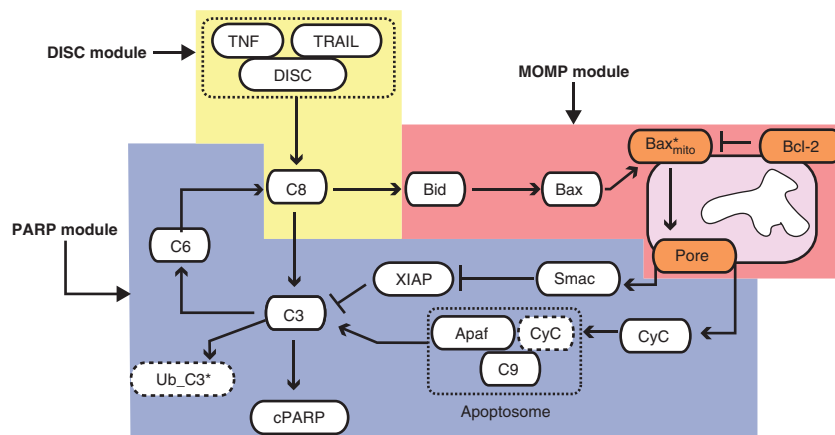 TNF
TRAIL
DISC module
DISC
MOMP module
Bax*mito
Bcl-2
C8
Bid
Bax
PARP module
C6
Pore
XIAP
Smac
C3
Apaf
CyC
CyC
C9
Ub_C3*
cPARP
Apoptosome